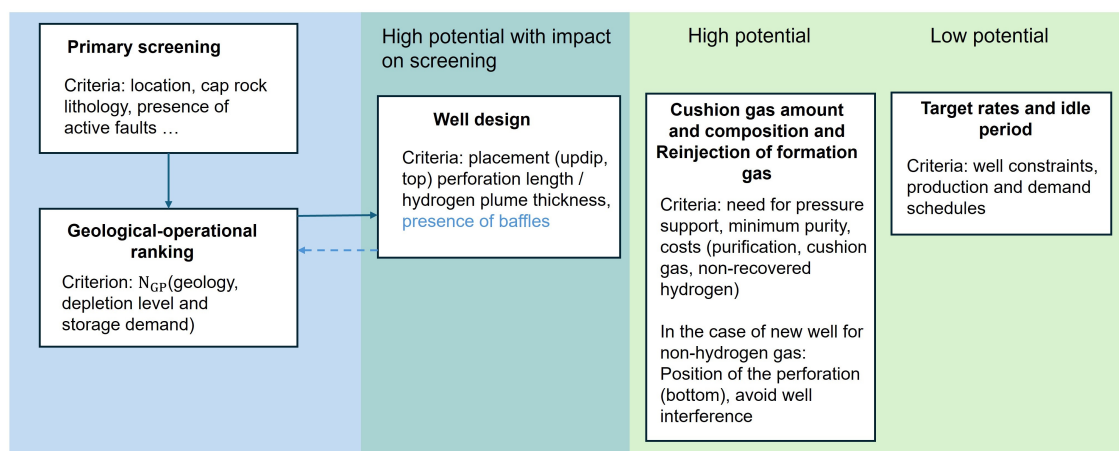 Primary screening
Criteria: location, cap rock
lithology, presence of
active faults …
Geological-operational
ranking
Criterion: N_GP(geology,
depletion level and
storage demand)
High potential with impact
on screening
Well design
Criteria: placement (updip,
top) perforation length /
hydrogen plume thickness,
presence of baffles
High potential
Cushion gas amount
and composition and
Reinjection of formation
gas
Criteria: need for pressure
support, minimum purity,
costs (purification, cushion
gas, non-recovered
hydrogen)
In the case of new well for
non-hydrogen gas:
Position of the perforation
(bottom), avoid well
interference
Low potential
Target rates and idle
period
Criteria: well constraints,
production and demand
schedules